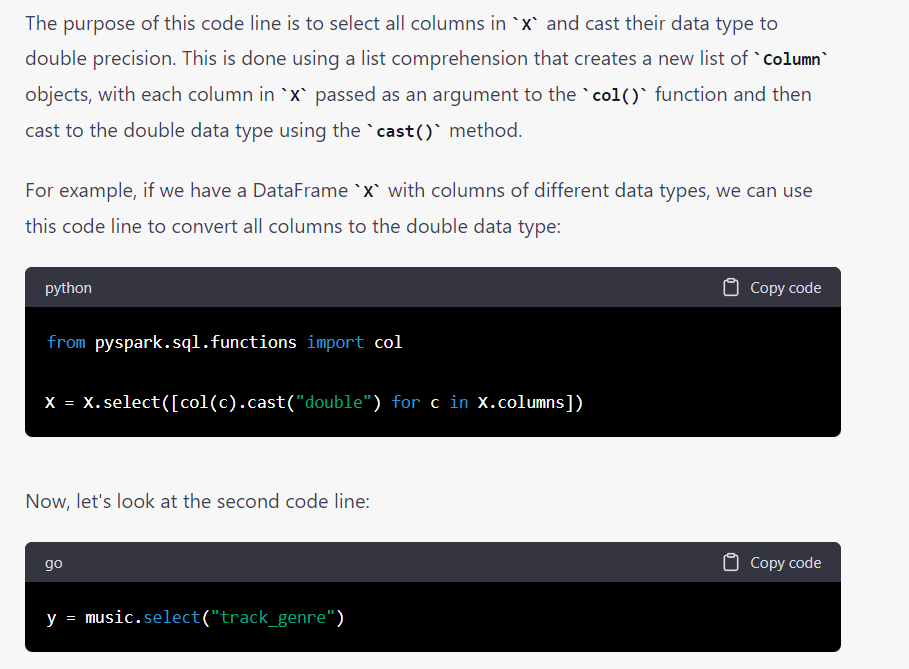 The purpose of this code line is to select all columns in `X` and cast their data type to
double precision. This is done using a list comprehension that creates a new list of `Column`
objects, with each column in `X` passed as an argument to the `col()` function and then
cast to the double data type using the `cast()` method.
For example, if we have a DataFrame `X` with columns of different data types, we can use
this code line to convert all columns to the double data type:
python
Copy code
from pyspark.sql.functions import col
X = X.select([col(c).cast("double") for c in X.columns])
Now, let's look at the second code line:
go
Copy code
y = music.select("track_genre")